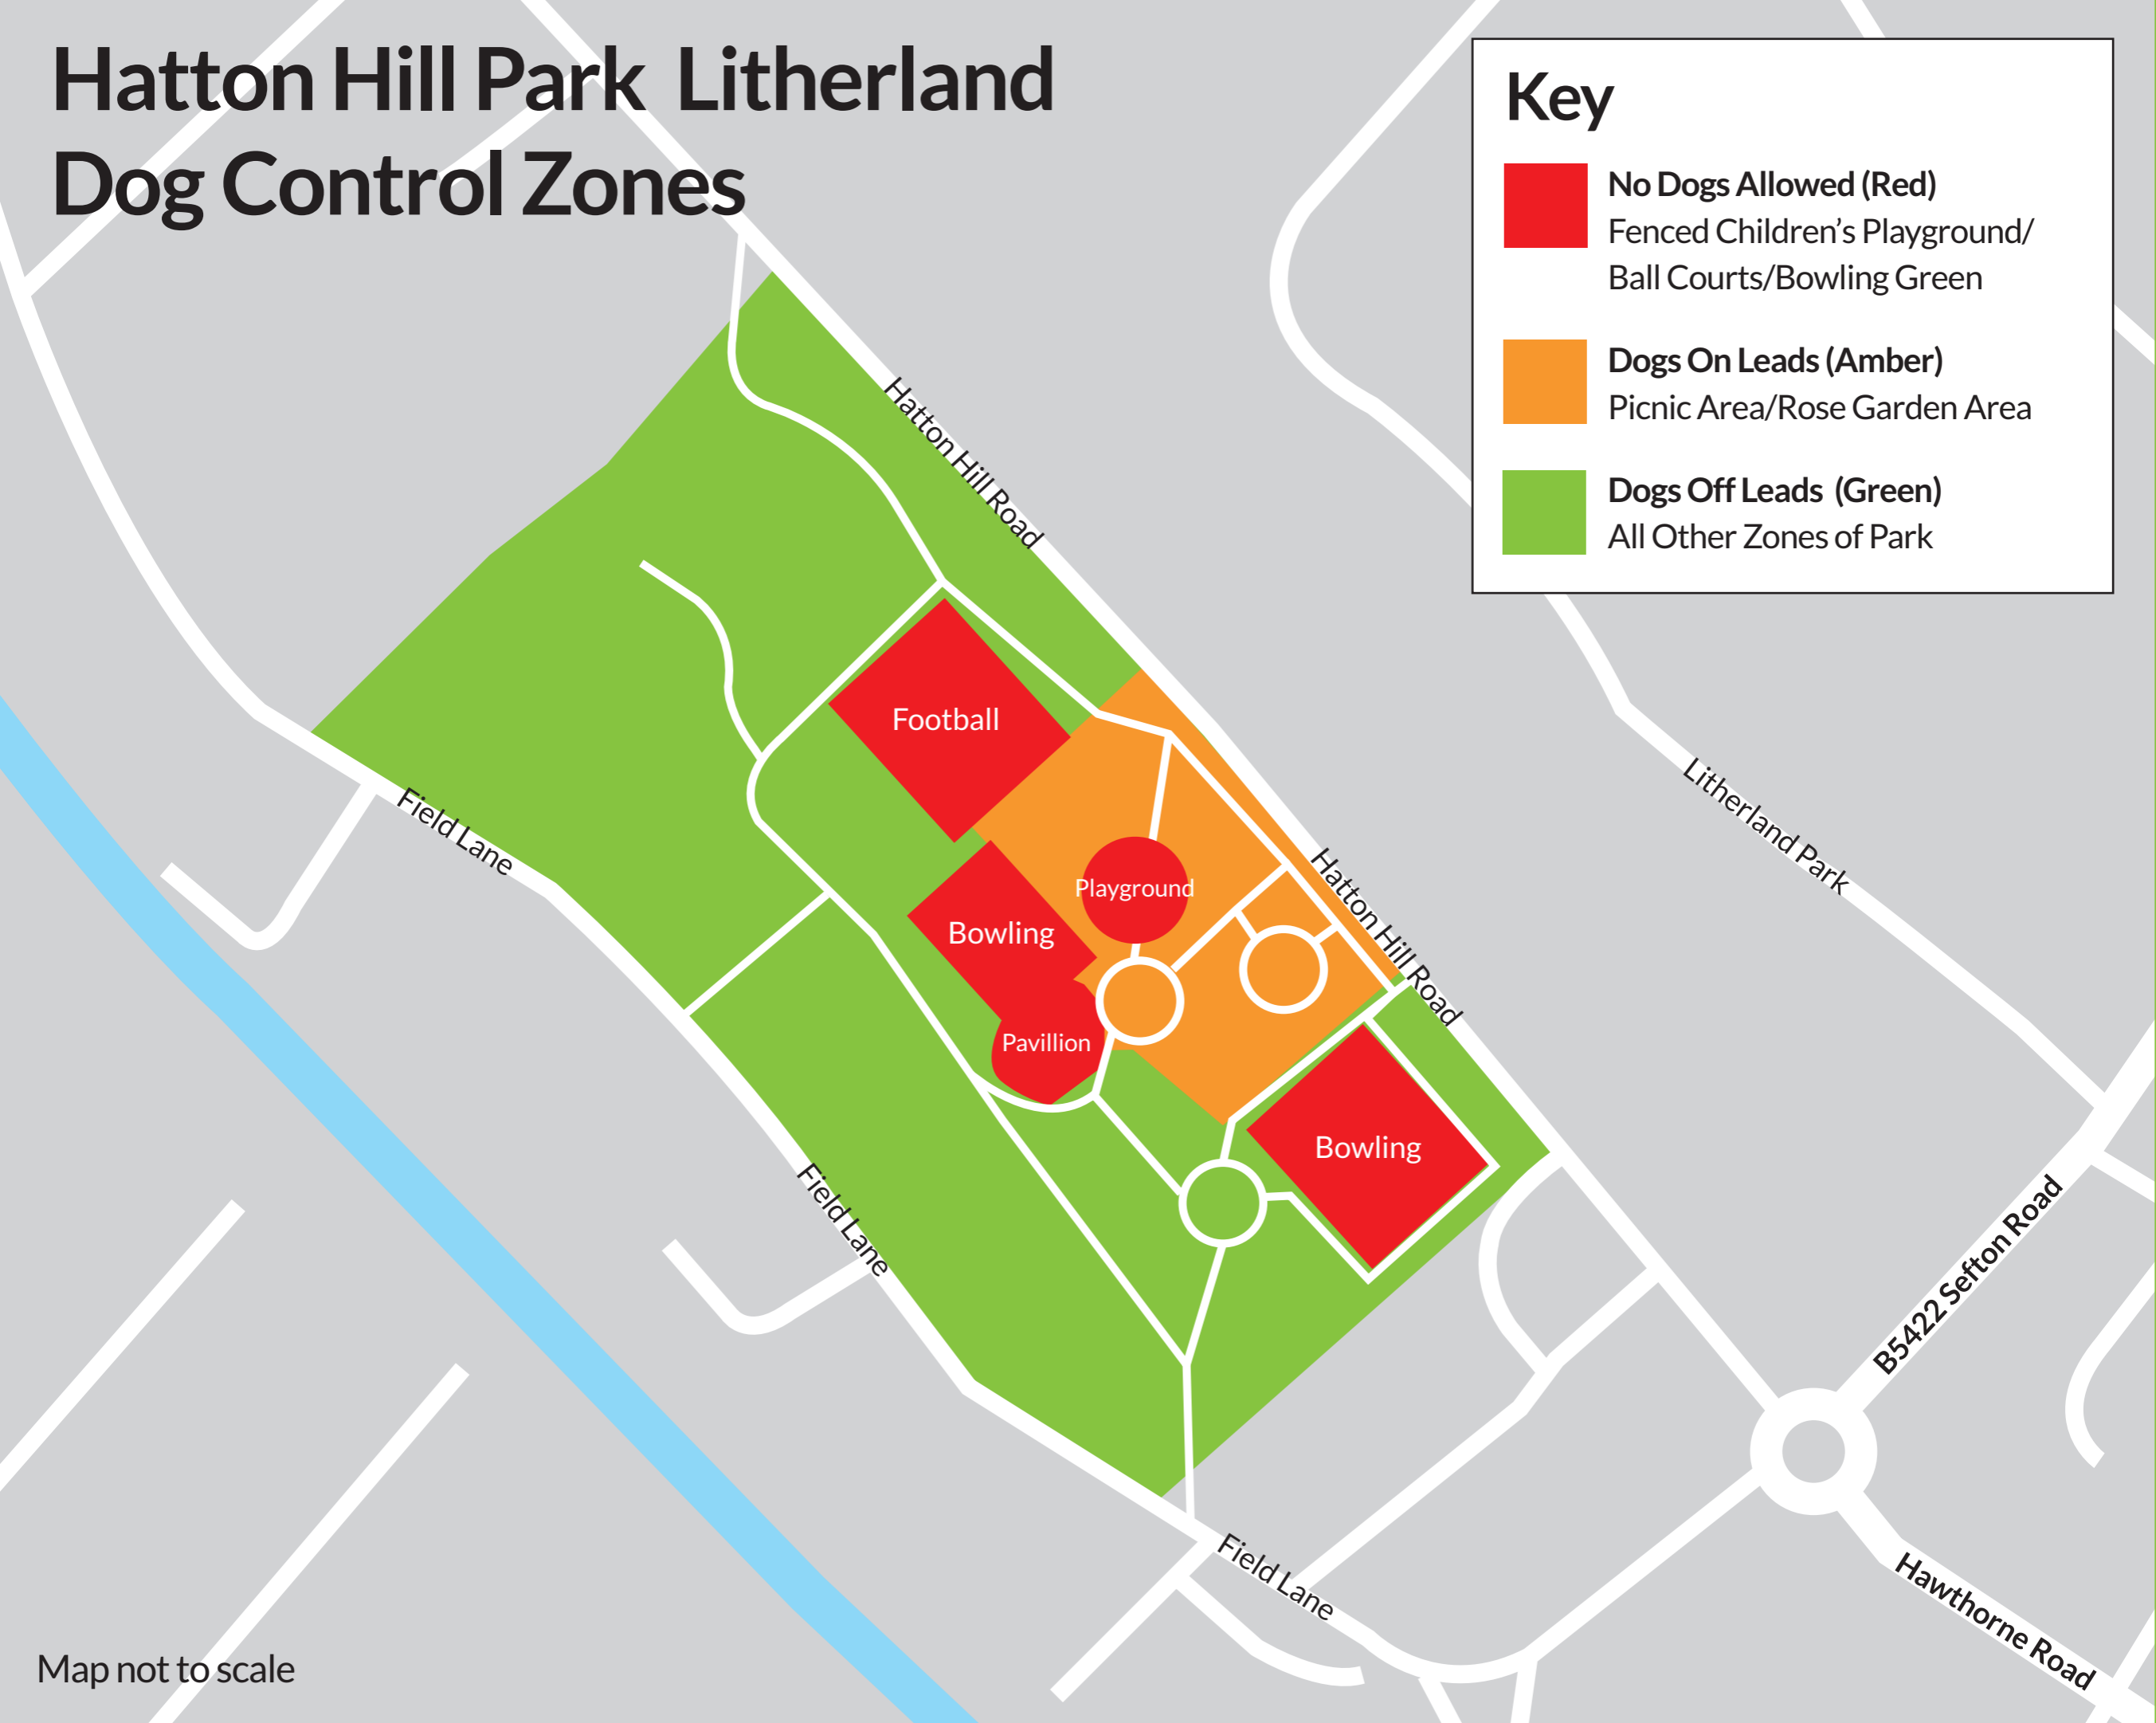 Hatton Hill Park Litherland
Dog Control Zones
Key
No Dogs Allowed (Red)
Fenced Children's Playground/
Ball Courts/Bowling Green
Dogs On Leads (Amber)
Picnic Area/Rose Garden Area
Dogs Off Leads (Green)
All Other Zones of Park
Hatton Hill Road
Football
Litherland Park
Field Lane
Playground
Hatton Hill Road
Bowling
Pavillion
Bowling
Field Lane
B5422 Sefton Road
Field Lane
Hawthorne Road
Map not to scale